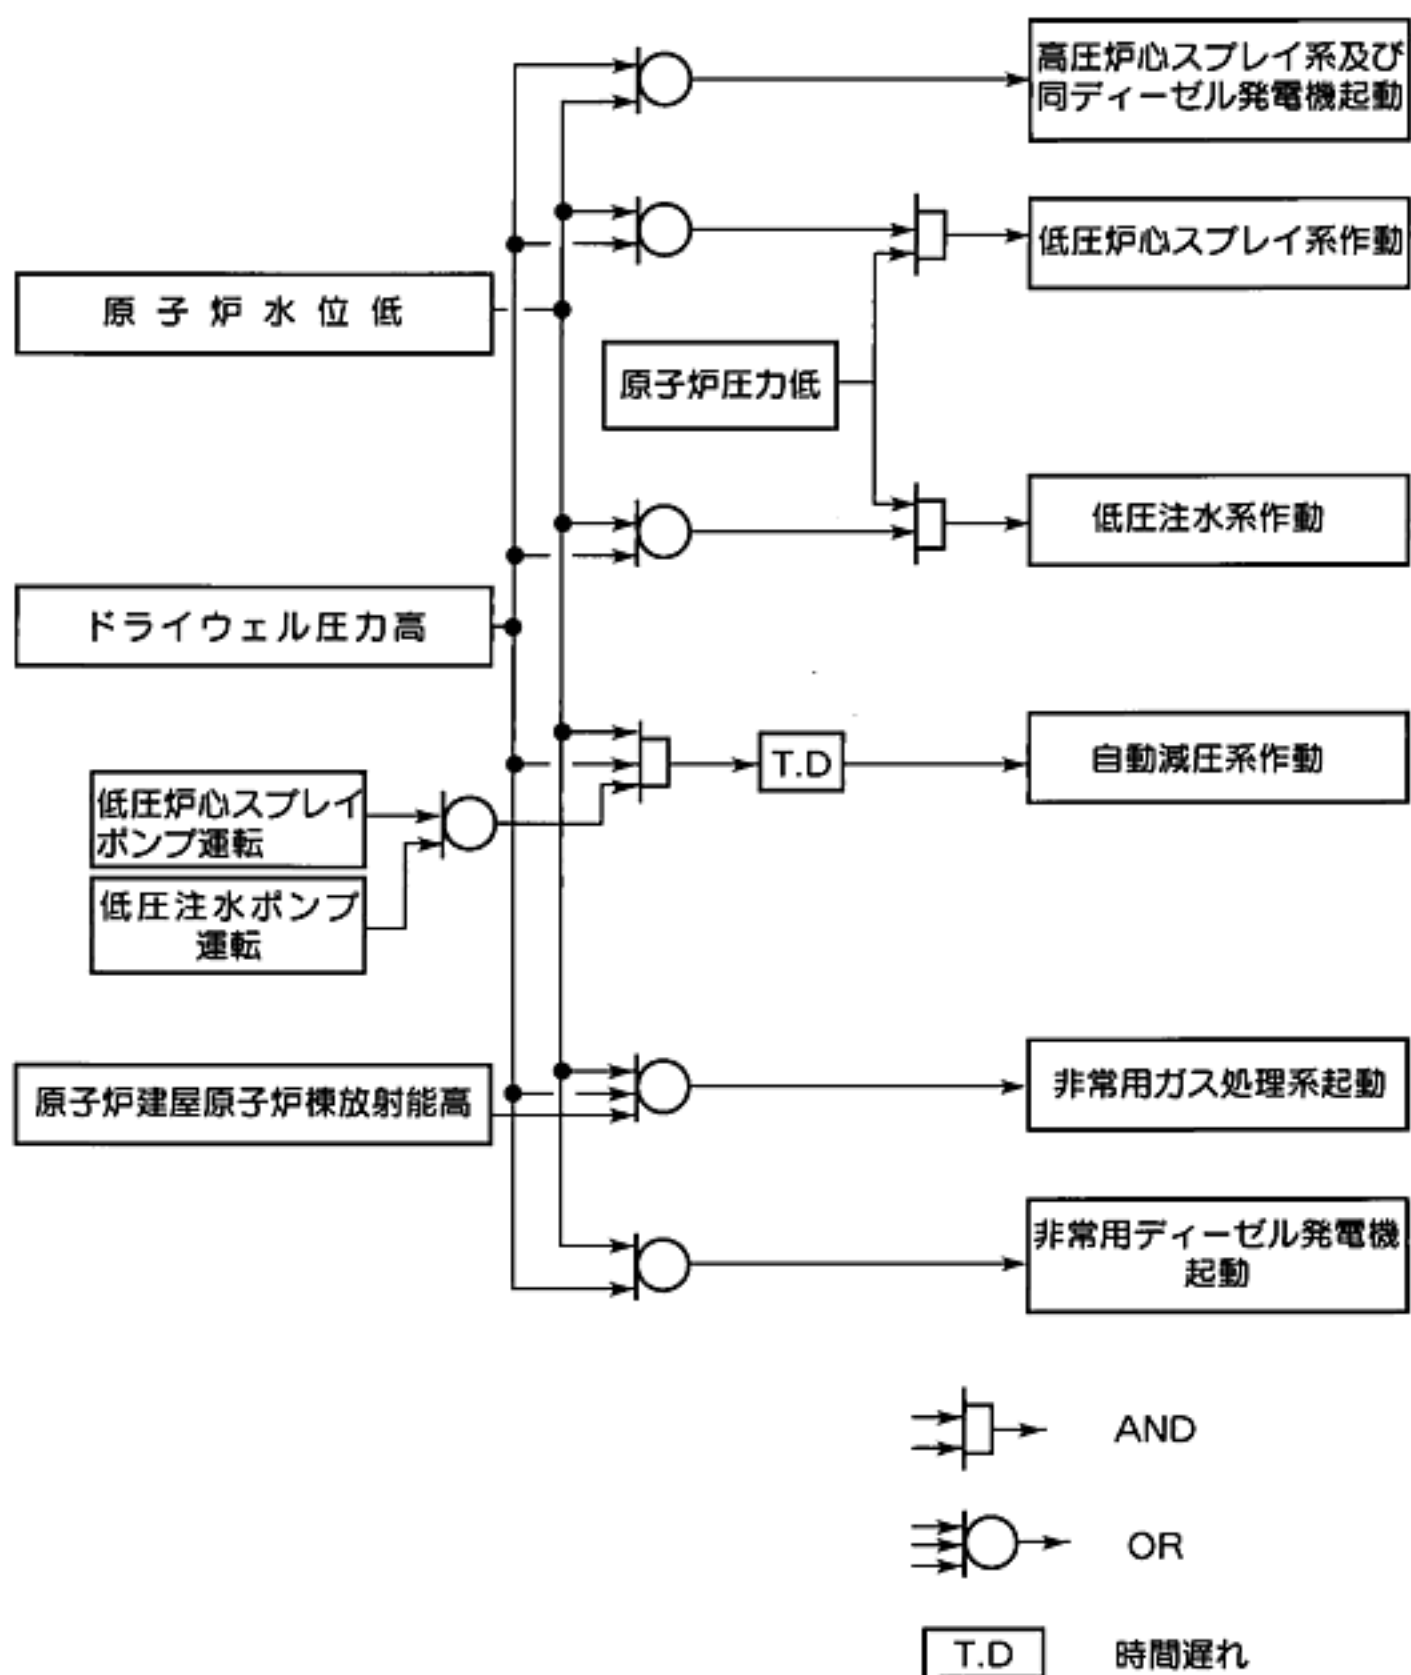 高圧炉心スプレイ系及び
同ディーゼル発電機起動
低圧炉心スプレイ系作動
原子炉水位低
原子炉圧力低
低圧注水系作動
ドライウェル圧力高
T.D
自動減圧系作動
低圧炉心スプレイ
ポンプ運転
低圧注水ポンプ
運転
原子炉建屋原子炉棟放射能高
非常用ガス処理系起動
非常用ディーゼル発電機
起動
AND
OR
T.D
時間遅れ